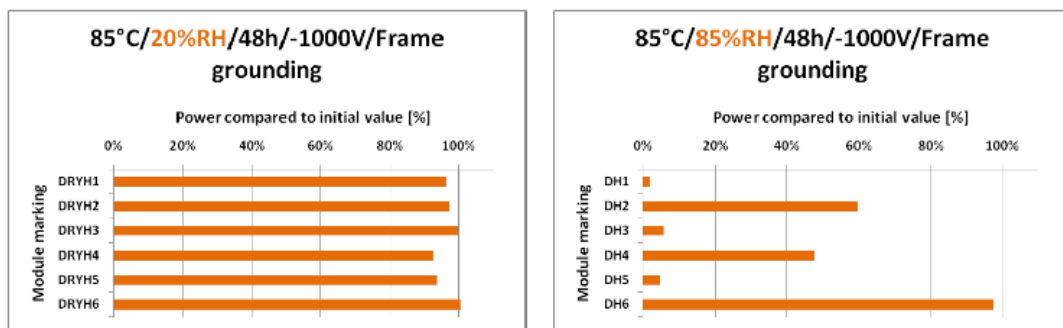 85°C/20%RH/48h/-1000V/Frame
grounding
Power compared to initial value [%]
0% 20% 40% 60% 80% 100%
Module marking
DRYH1
DRYH2
DRYH3
DRYH4
DRYH5
DRYH6
85°C/85%RH/48h/-1000V/Frame
grounding
Power compared to initial value [%]
0% 20% 40% 60% 80% 100%
Module marking
DH1
DH2
DH3
DH4
DH5
DH6